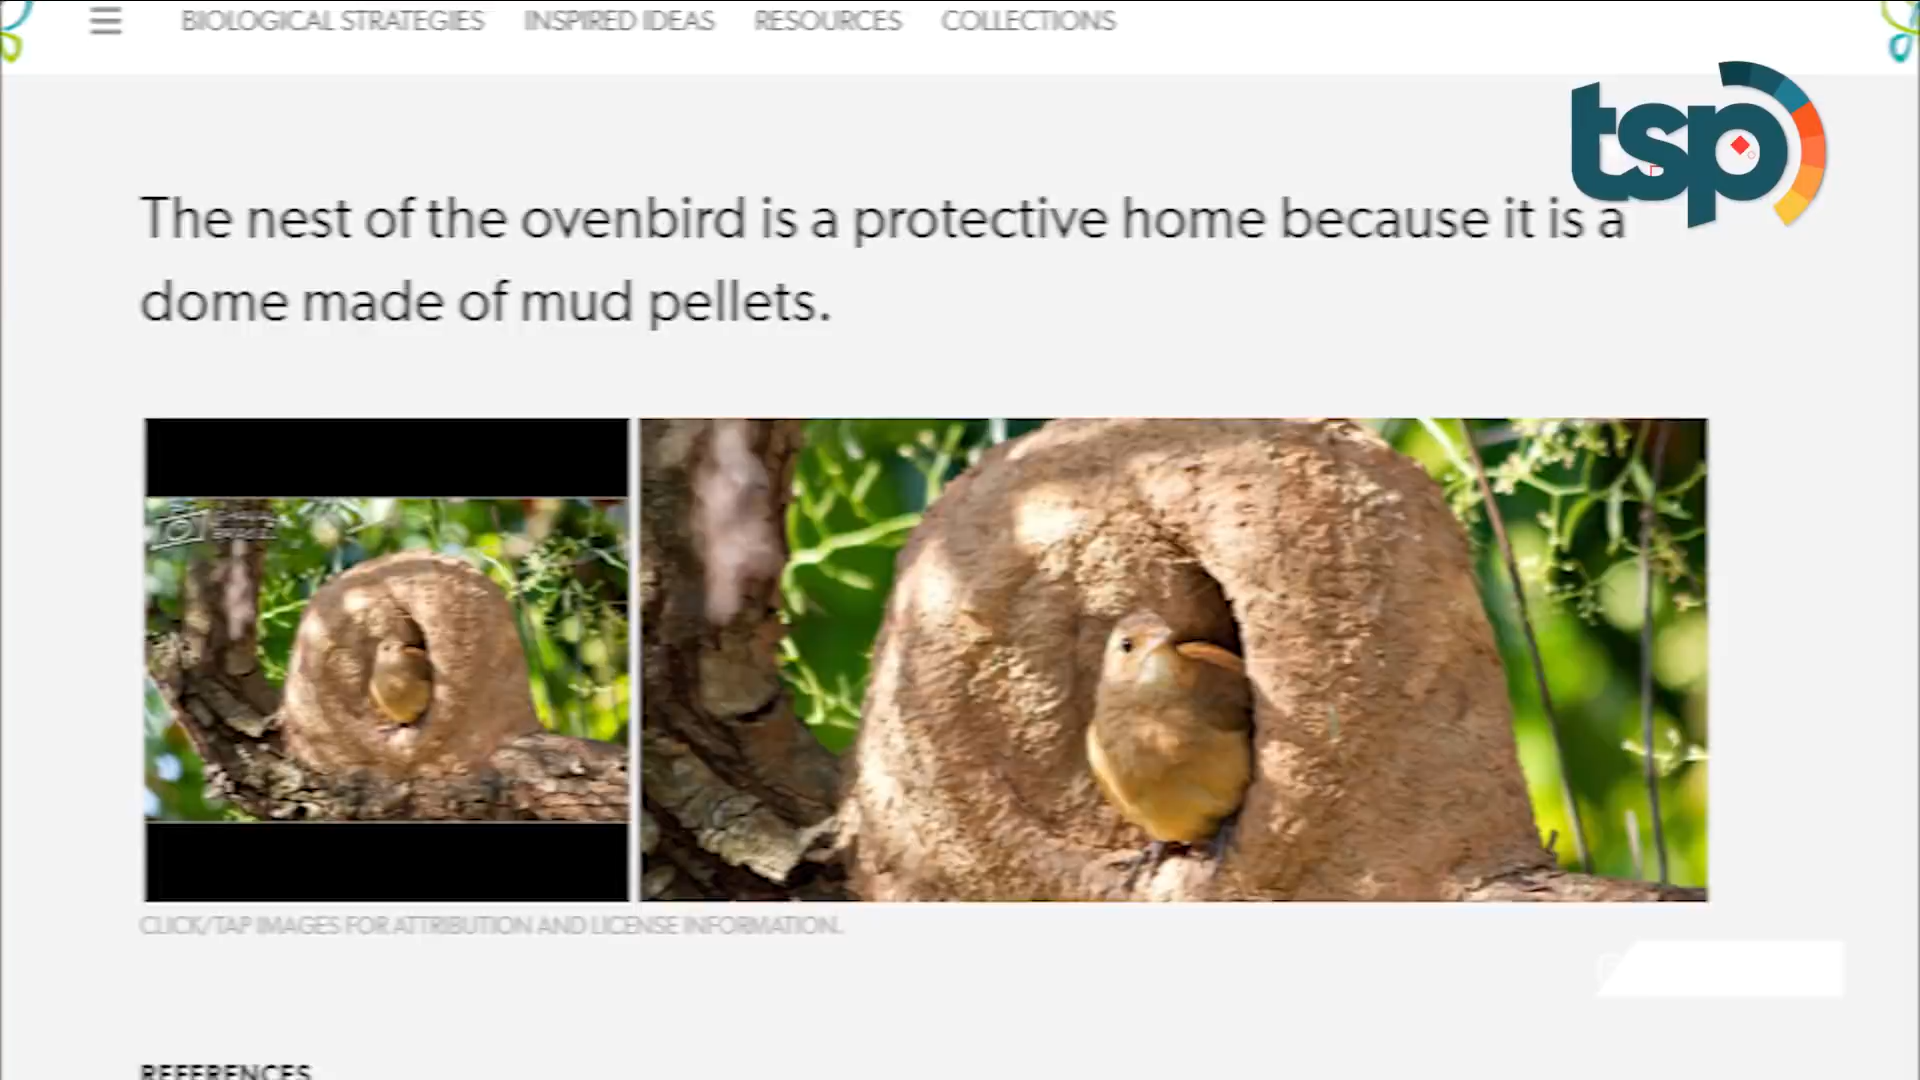 BIOLOGICAL STRATEGIES INSPIRED IDEAS RESOURCES COLLECTIONS
tsp
The nest of the ovenbird is a protective home because it is a
dome made of mud pellets.
CLICK/TAP IMAGES FOR ATTRIBUTION AND LICENSE INFORMATION.
REFERENCES